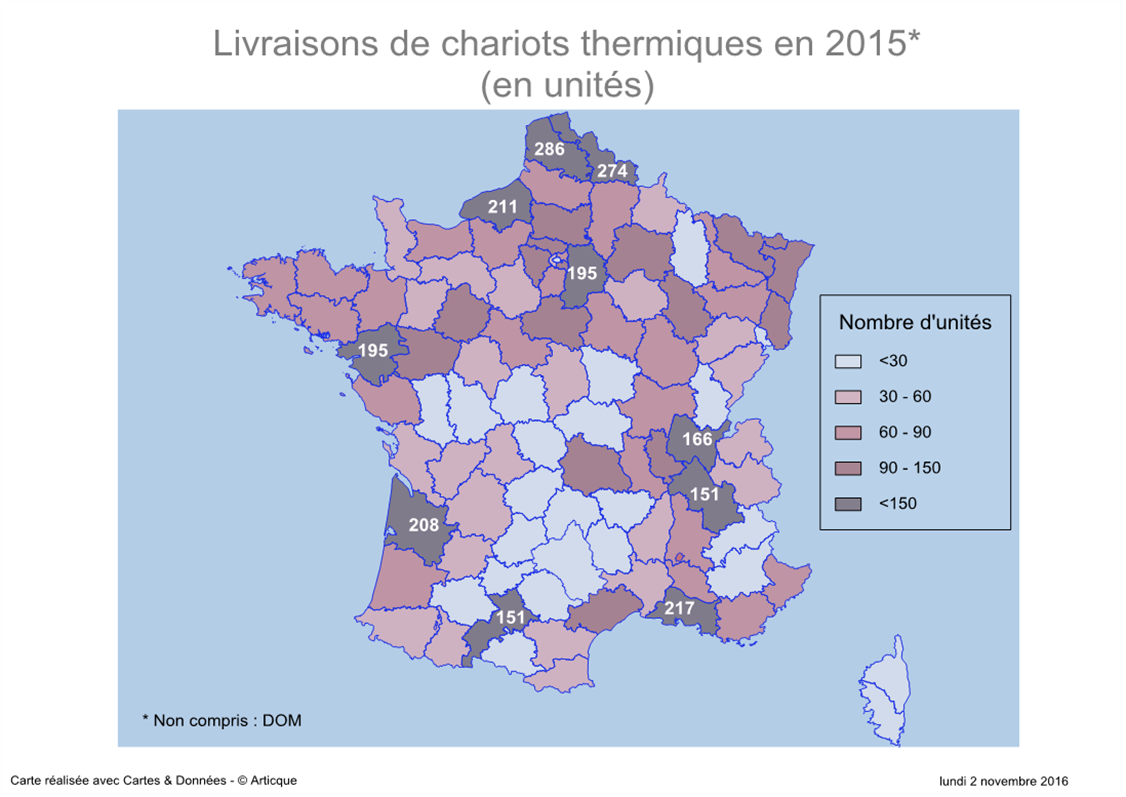 Livraisons de chariots thermiques en 2015*
(en unités)
286
274
211
195
195
Nombre d'unités
<30
30 - 60
60 - 90
90 - 150
<150
166
151
208
217
151
* Non compris : DOM
Carte réalisée avec Cartes & Données - © Articque
lundi 2 novembre 2016